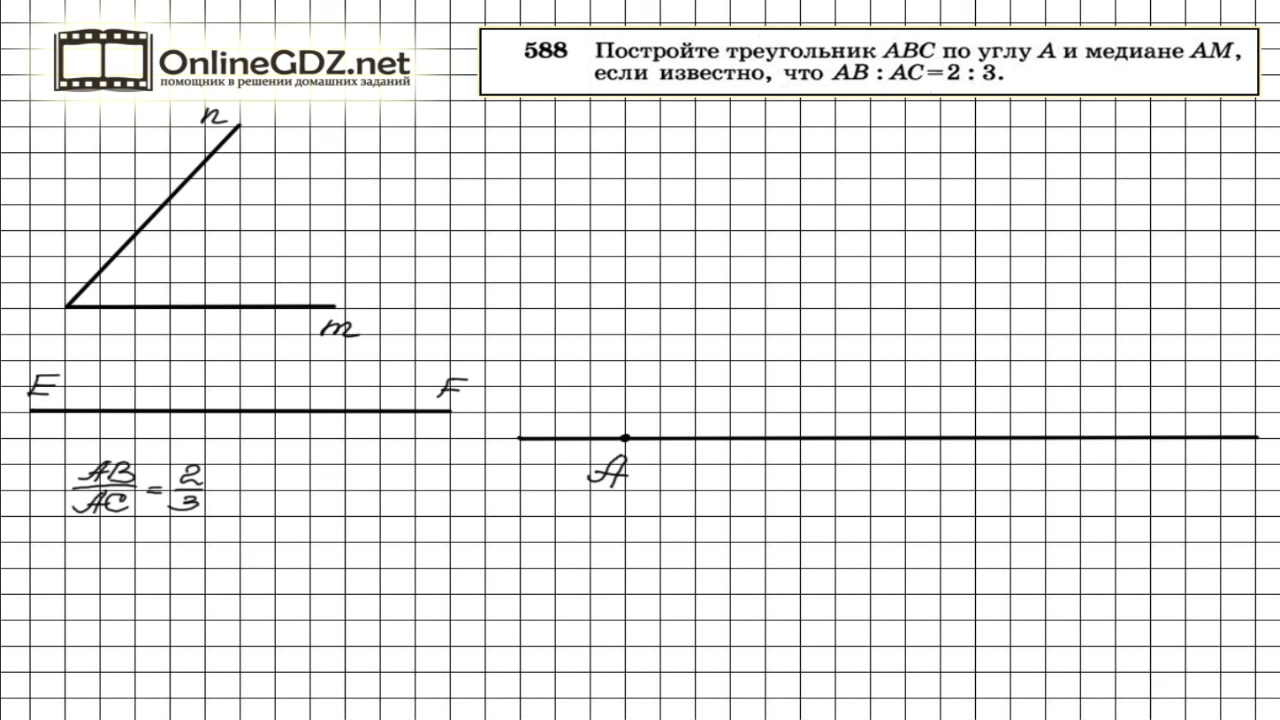 OnlineGDZ.net
помощник в решении домашних заданий
588 Постройте треугольник ABC по углу A и медиане AM,
если известно, что AB : AC = 2 : 3.
n
m
E F
A
AB/AC = 2/3